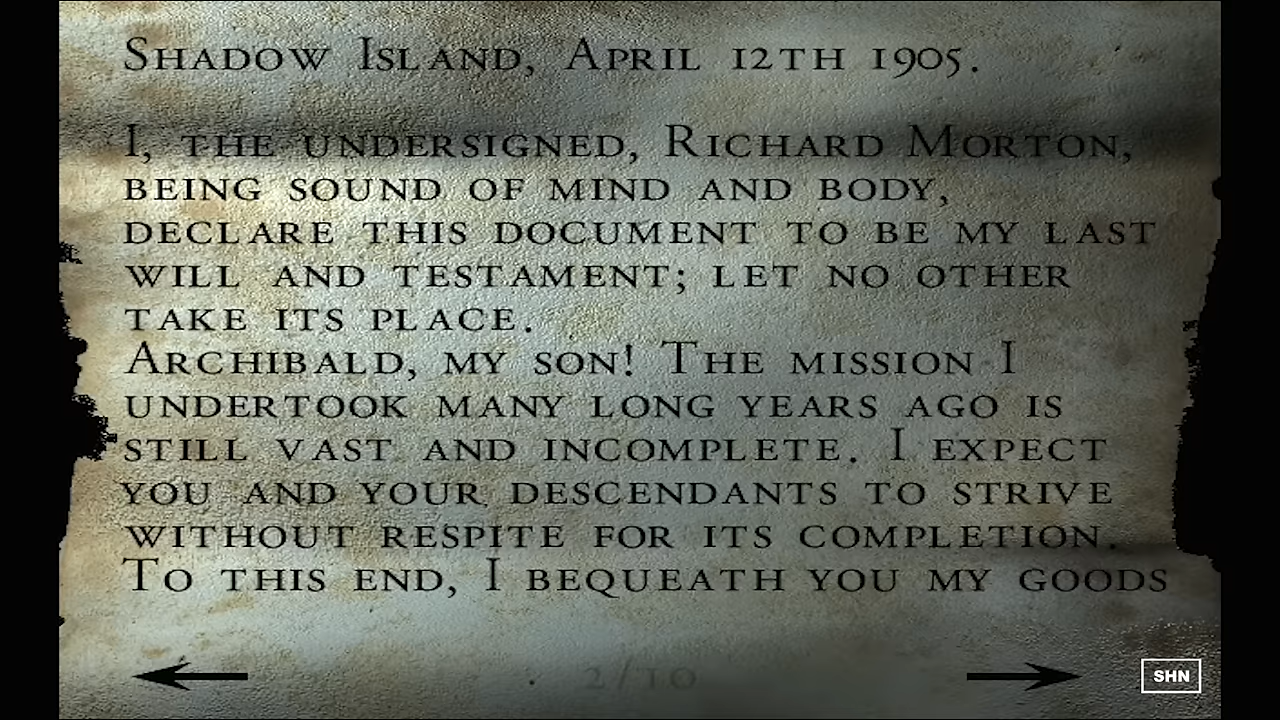 Shadow Island, April 12th 1905.
I, the undersigned, Richard Morton,
being sound of mind and body,
declare this document to be my last
will and testament; let no other
take its place.
Archibald, my son! The mission I
undertook many long years ago is
still vast and incomplete. I expect
you and your descendants to strive
without respite for its completion.
To this end, I bequeath you my goods
2/10
SHN